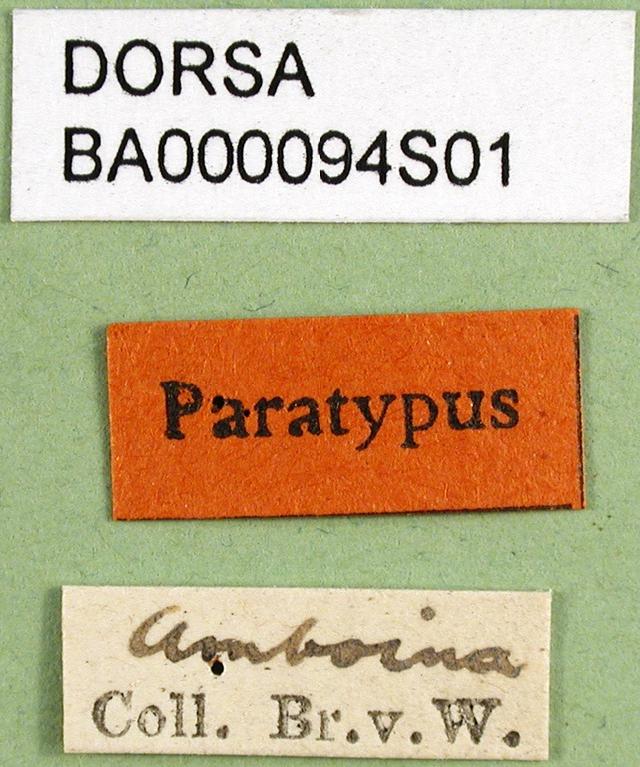 DORSA
BA000094S01
Paratypus
Amboina
Coll. Br.v.W.